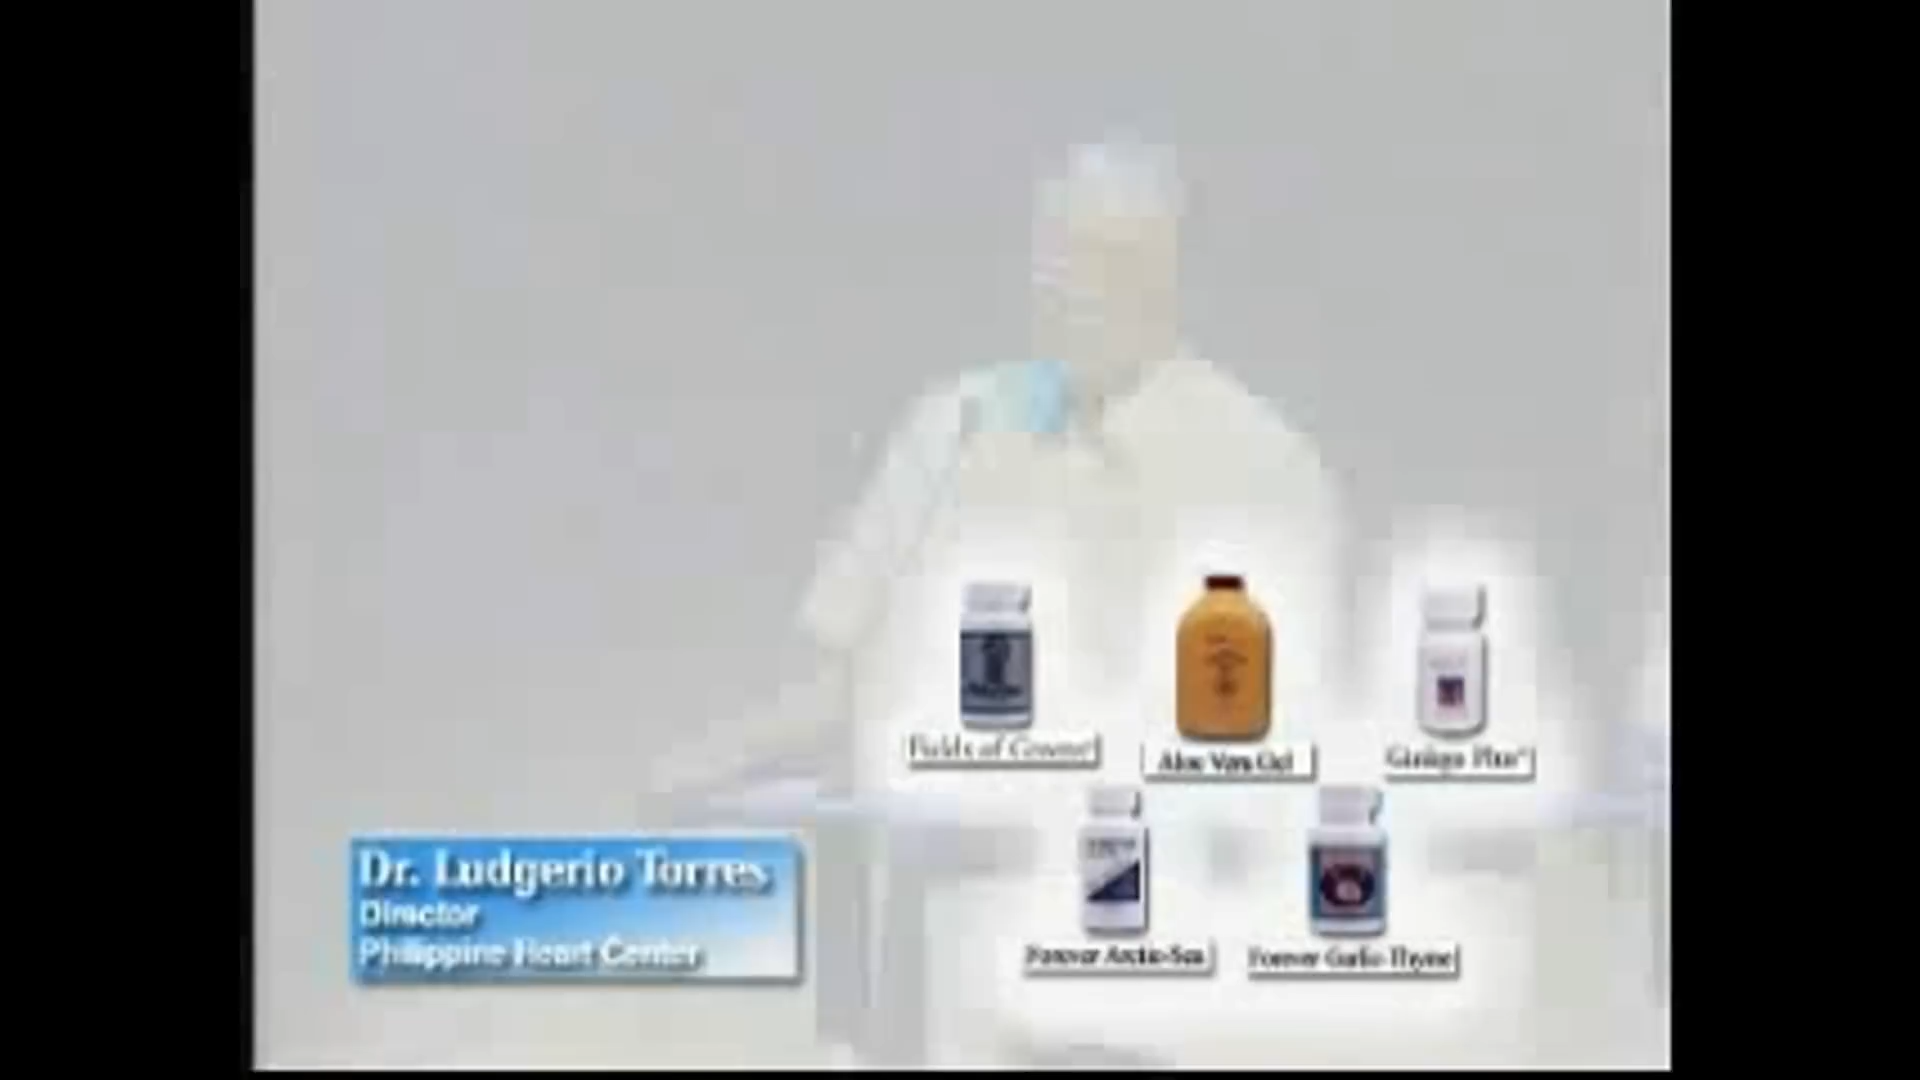 Fields of Greens®
Aloe Vera Gel
Ginkgo Plus®
Forever Arctic-Sea
Forever Garlic-Thyme
Dr. Ludgerio Torres
Director
Philippine Heart Center